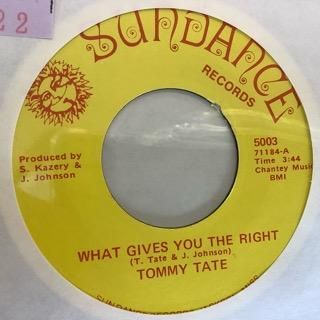 22
SUNDANCE
RECORDS
5003
71184-A
Time 3:44
Chantey Music
BMI
Produced by
S. Kazery &
J. Johnson
WHAT GIVES YOU THE RIGHT
(T. Tate & J. Johnson)
TOMMY TATE